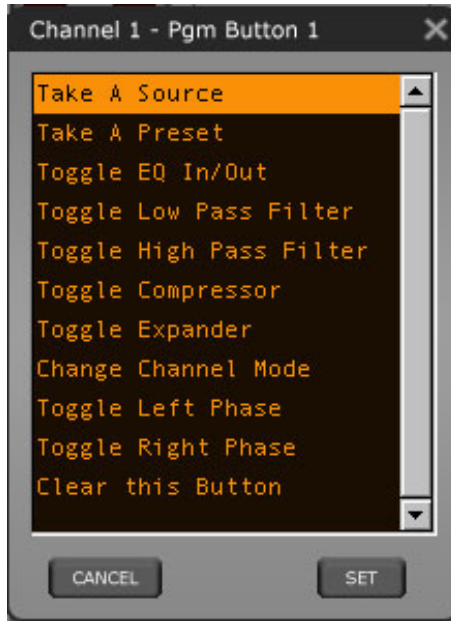 Channel 1 - Pgm Button 1
Take A Source
Take A Preset
Toggle EQ In/Out
Toggle Low Pass Filter
Toggle High Pass Filter
Toggle Compressor
Toggle Expander
Change Channel Mode
Toggle Left Phase
Toggle Right Phase
Clear this Button
CANCEL SET